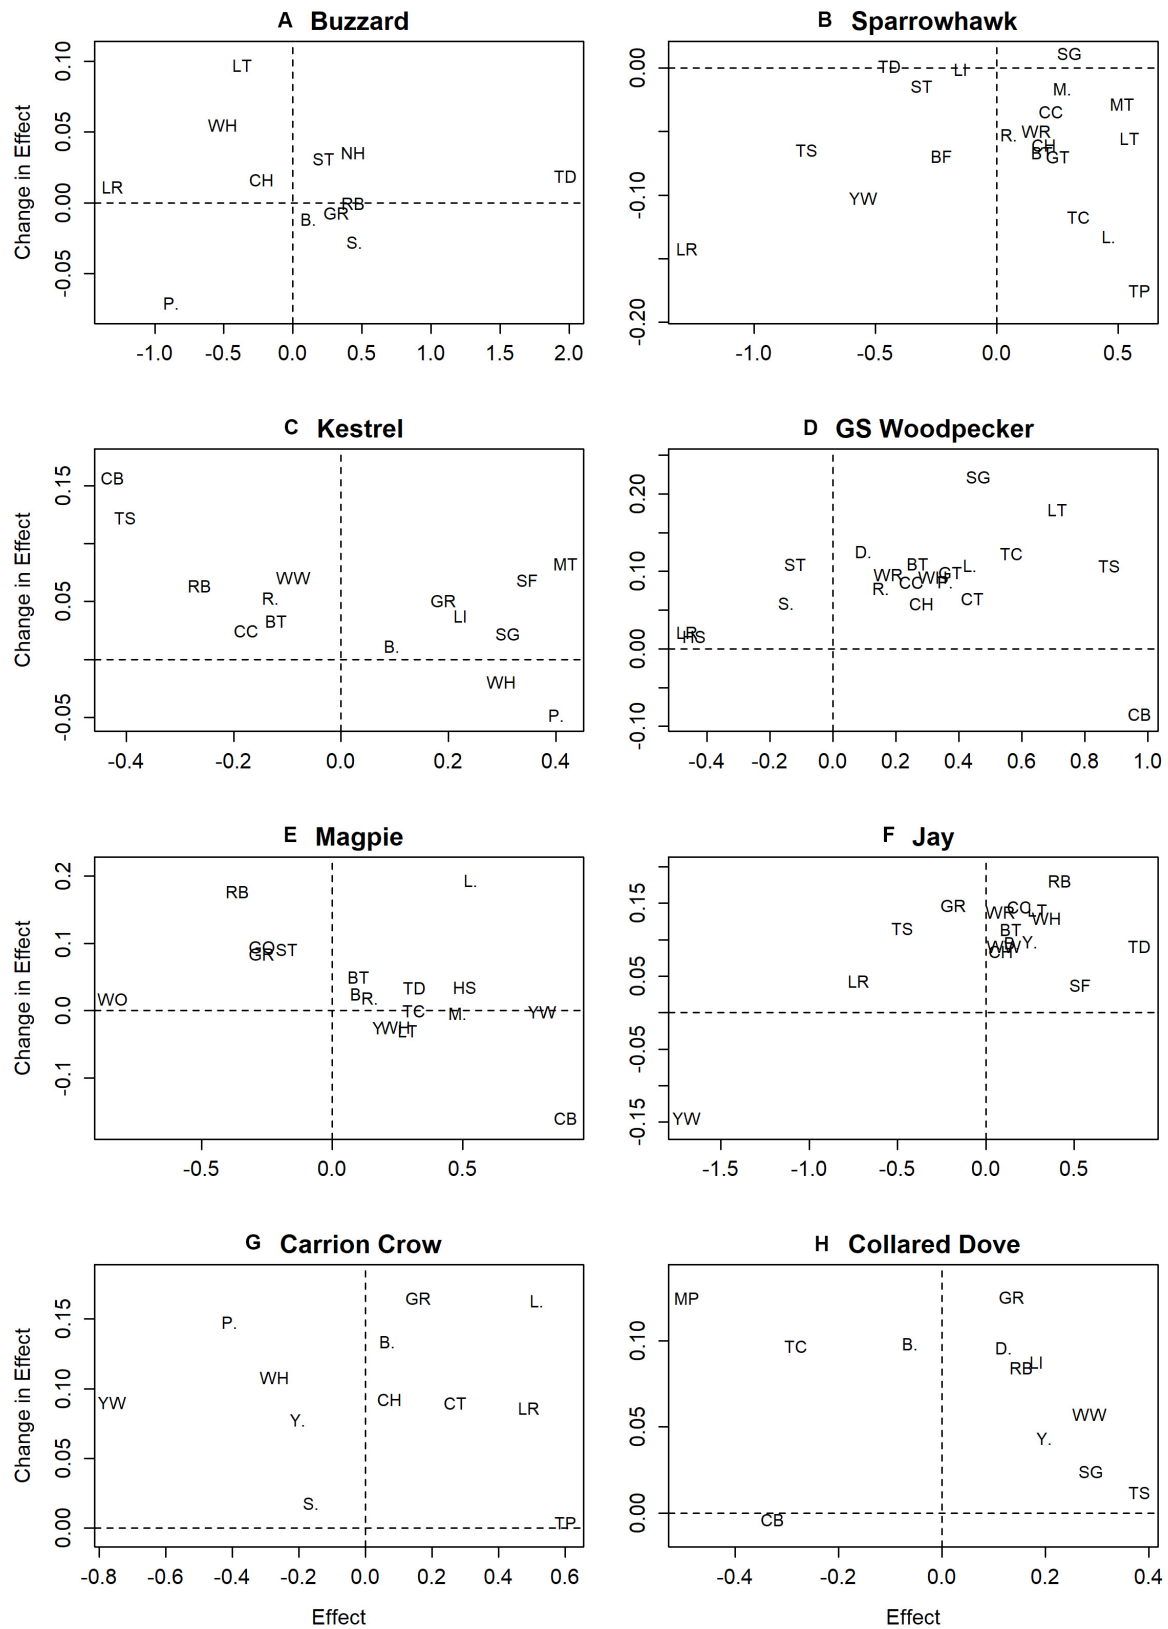 A Buzzard
Change in Effect
0.10
0.05
0.00
-0.05
LT
WH
ST
NH
TD
CH
LR
RB
GR
B.
S.
P.
-1.0 -0.5 0.0 0.5 1.0 1.5 2.0
B Sparrowhawk
0.00
-0.10
-0.20
SG
TD
LI
ST
M.
MT
CC
WR
R.
LT
CH
TS
BT
GT
BF
YW
TC
L.
LR
TP
-1.0 -0.5 0.0 0.5
C Kestrel
Change in Effect
0.15
0.05
-0.05
CB
TS
MT
WW
SF
RB
R.
GR
LI
BT
CC
SG
B.
WH
P.
-0.4 -0.2 0.0 0.2 0.4
D GS Woodpecker
0.20
0.10
0.00
-0.10
SG
LT
D.
TC
ST
BT
L.
TS
WR
GT
WH
CC
P.
R.
CT
S.
CH
LR
HS
CB
-0.4 -0.2 0.0 0.2 0.4 0.6 0.8 1.0
E Magpie
Change in Effect
0.2
0.1
0.0
-0.1
L.
RB
ST
GR
BT
TD
HS
B.
R.
WO
TC
M.
YW
Y.
WH
LT
CB
-0.5 0.0 0.5
F Jay
0.15
0.05
-0.05
-0.15
RB
GR
CC
LT
WR
WH
TS
BT
Y.
WW
TD
CH
LR
SF
YW
-1.5 -1.0 -0.5 0.0 0.5
G Carrion Crow
Change in Effect
0.15
0.10
0.05
0.00
GR
L.
P.
B.
WH
YW
CH
CT
LR
Y.
S.
TP
-0.8 -0.6 -0.4 -0.2 0.0 0.2 0.4 0.6
Effect
H Collared Dove
0.10
0.05
0.00
MP
GR
TC
B.
D.
LI
RB
WW
Y.
SG
TS
CB
-0.4 -0.2 0.0 0.2 0.4
Effect